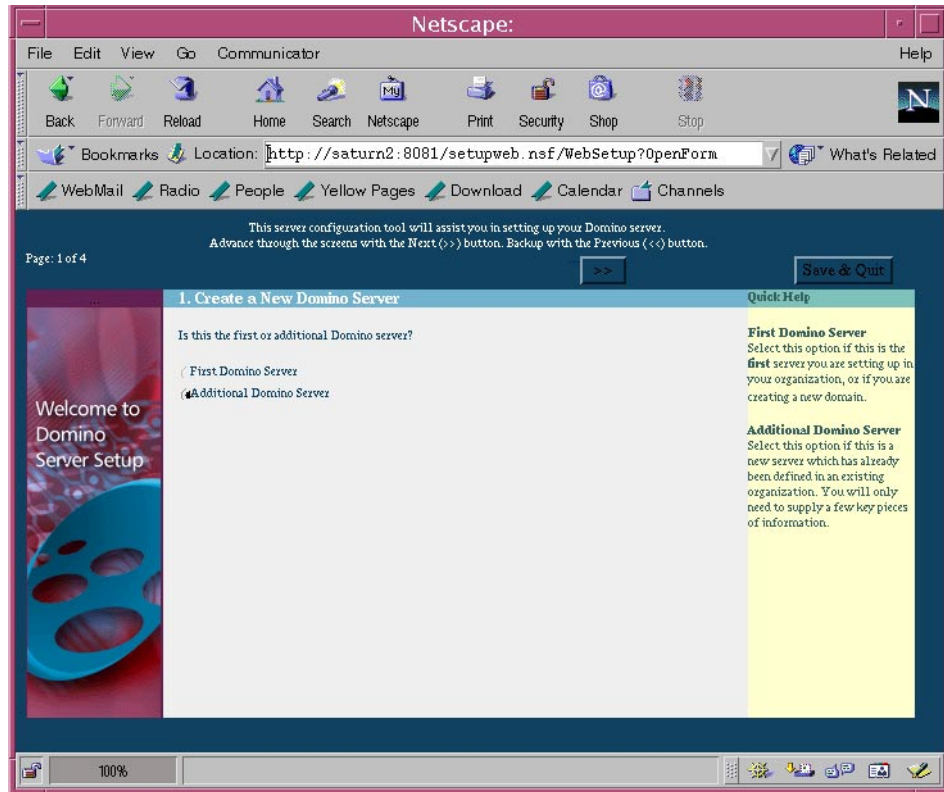 Netscape:
File Edit View Go Communicator Help
Back Forward Reload Home Search Netscape Print Security Shop Stop
My
N
Bookmarks Location: http://saturn2:8081/setupweb.nsf/WebSetup?OpenForm What's Related
WebMail Radio People Yellow Pages Download Calendar Channels
This server configuration tool will assist you in setting up your Domino server.
Advance through the screens with the Next (>>) button. Backup with the Previous (<<) button.
Page: 1 of 4
>> Save & Quit
...
1. Create a New Domino Server
Is this the first or additional Domino server?
First Domino Server
Additional Domino Server
Welcome to
Domino
Server Setup
Quick Help
First Domino Server
Select this option if this is the
first server you are setting up in
your organization, or if you are
creating a new domain.
Additional Domino Server
Select this option if this is a
new server which has already
been defined in an existing
organization. You will only
need to supply a few key pieces
of information.
100%